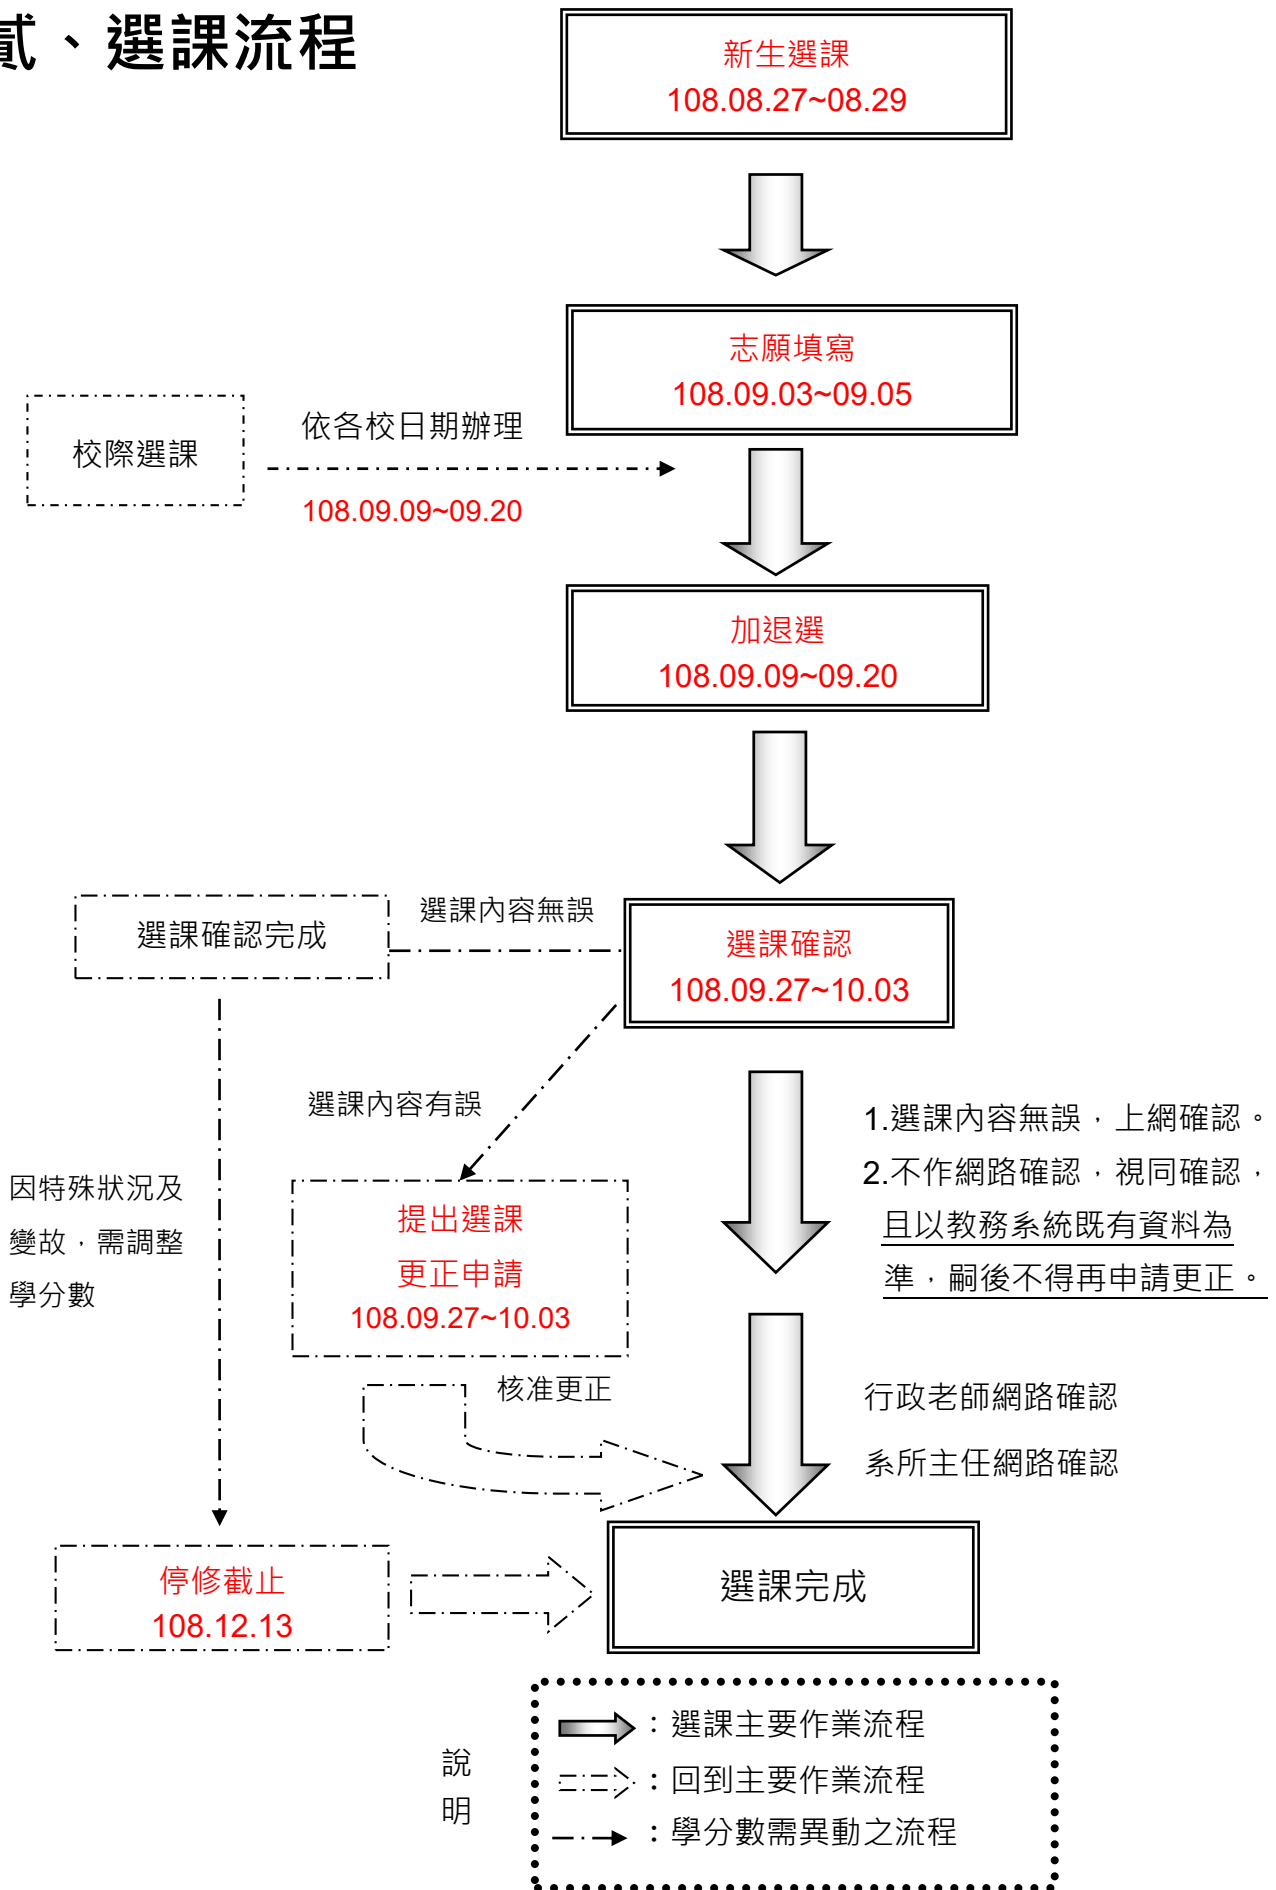 貳、選課流程
新生選課
108.08.27~08.29
志願填寫
108.09.03~09.05
校際選課
依各校日期辦理
108.09.09~09.20
加退選
108.09.09~09.20
選課確認完成
選課內容無誤
選課確認
108.09.27~10.03
選課內容有誤
1.選課內容無誤，上網確認。
2.不作網路確認，視同確認，
且以教務系統既有資料為
準，嗣後不得再申請更正。
因特殊狀況及
變故，需調整
學分數
提出選課
更正申請
108.09.27~10.03
核准更正
行政老師網路確認
系所主任網路確認
停修截止
108.12.13
選課完成
說
明
：選課主要作業流程
：回到主要作業流程
：學分數需異動之流程